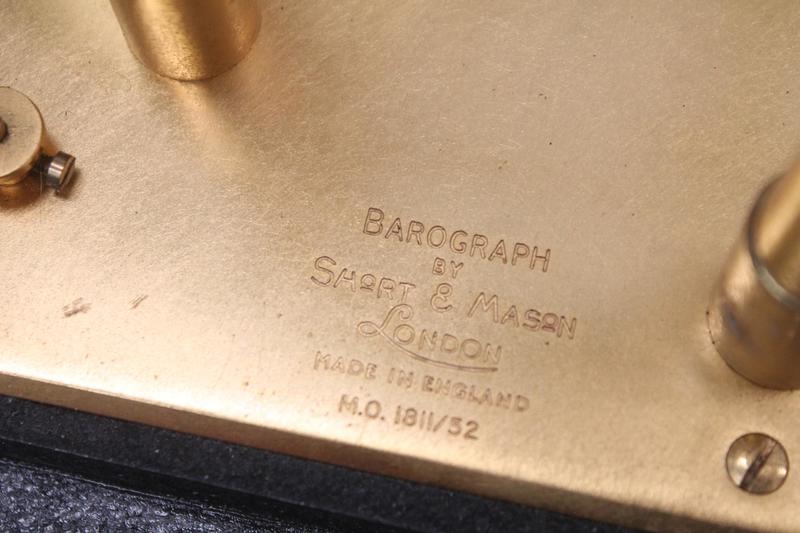 BAROGRAPH
BY
SHORT & MASON
LONDON
MADE IN ENGLAND
M.O. 1811/52